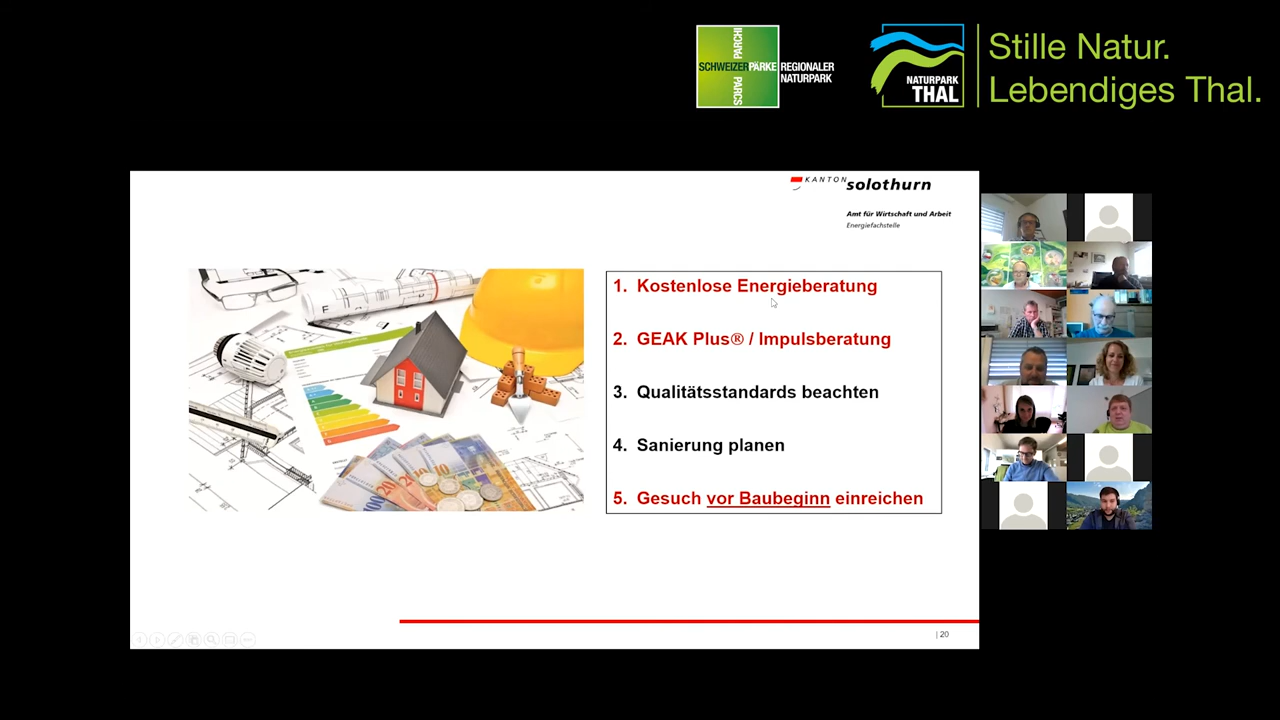 PARCHI
SCHWEIZER PÄRKE
PARCS
REGIONALER
NATURPARK
NATURPARK
THAL
Stille Natur.
Lebendiges Thal.
KANTON solothurn
Amt für Wirtschaft und Arbeit
Energiefachstelle
1. Kostenlose Energieberatung
2. GEAK Plus® / Impulsberatung
3. Qualitätsstandards beachten
4. Sanierung planen
5. Gesuch vor Baubeginn einreichen
| 20